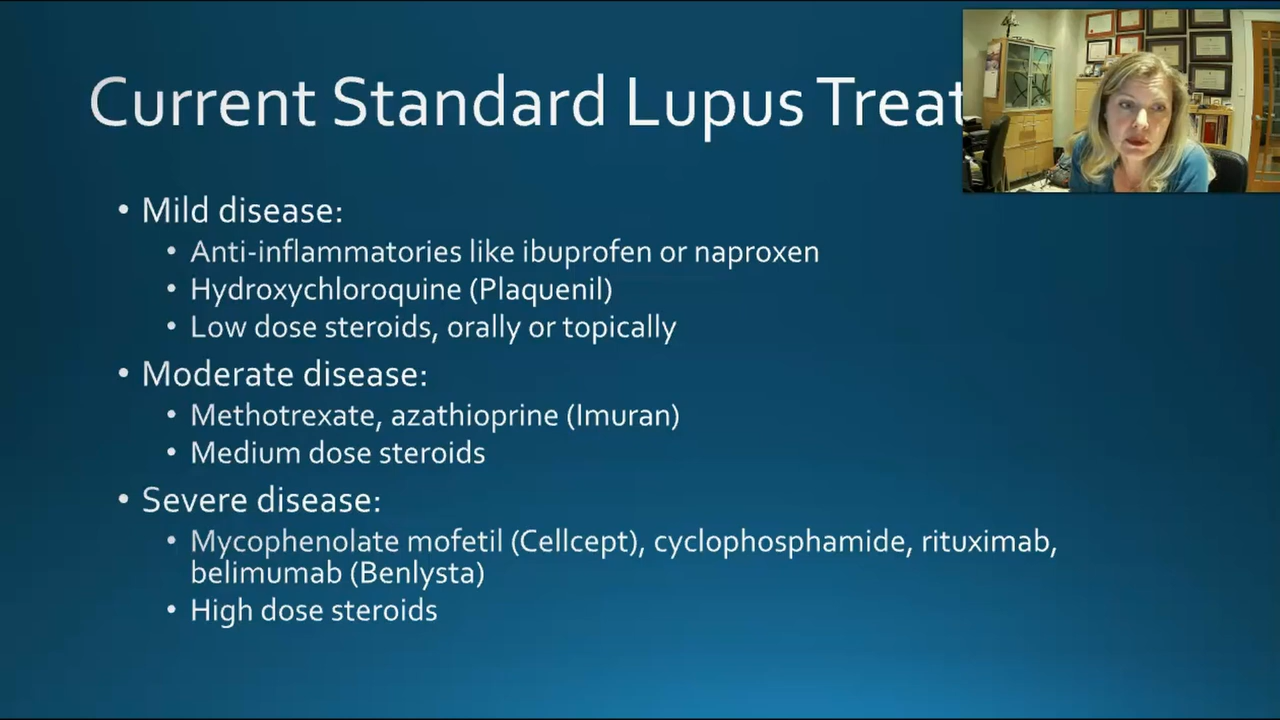 Current Standard Lupus Treat
• Mild disease:
• Anti-inflammatories like ibuprofen or naproxen
• Hydroxychloroquine (Plaquenil)
• Low dose steroids, orally or topically
• Moderate disease:
• Methotrexate, azathioprine (Imuran)
• Medium dose steroids
• Severe disease:
• Mycophenolate mofetil (Cellcept), cyclophosphamide, rituximab,
belimumab (Benlysta)
• High dose steroids